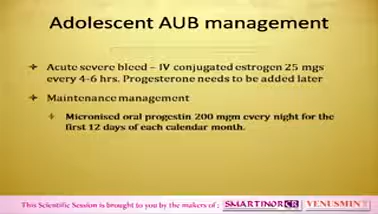 Adolescent AUB management
Acute severe bleed – IV conjugated estrogen 25 mgs
every 4-6 hrs. Progesterone needs to be added later
Maintenance management
Micronised oral progestin 200 mgm every night for the
first 12 days of each calendar month.
This Scientific Session is brought to you by the makers of : SMARTINOR CR VENUSMIN